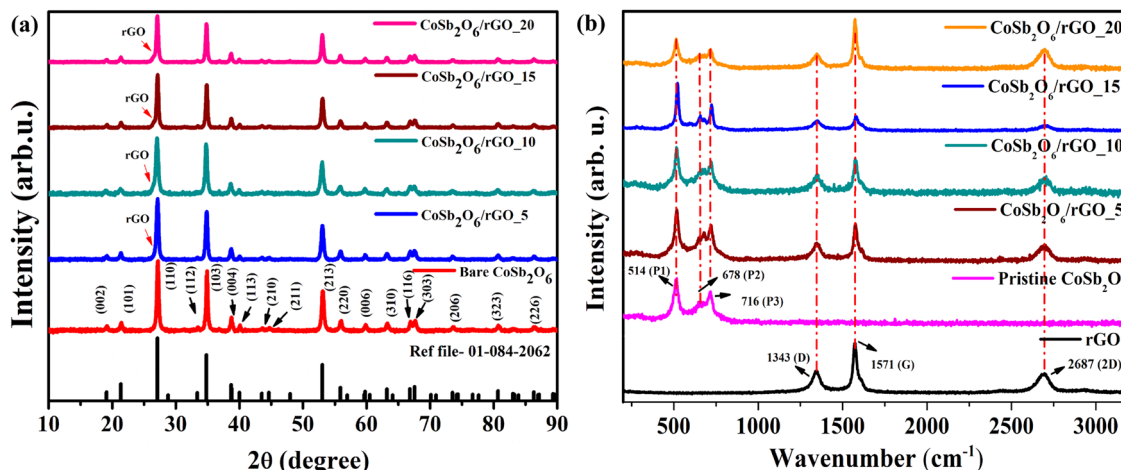 (a)
rGO
CoSb2O6/rGO_20
rGO
CoSb2O6/rGO_15
rGO
CoSb2O6/rGO_10
rGO
CoSb2O6/rGO_5
Bare CoSb2O6
(002)
(101)
(110)
(112)
(103)
(004)
(113)
(210)
(211)
(213)
(220)
(006)
(310)
(116)
(303)
(206)
(323)
(226)
Ref file- 01-084-2062
10 20 30 40 50 60 70 80 90
2θ (degree)
Intensity (arb.u.)
(b)
CoSb2O6/rGO_20
CoSb2O6/rGO_15
CoSb2O6/rGO_10
CoSb2O6/rGO_5
514 (P1)
678 (P2)
716 (P3)
Pristine CoSb2O
rGO
1343 (D)
1571 (G)
2687 (2D)
500 1000 1500 2000 2500 3000
Wavenumber (cm-1)
Intensity (arb. u.)